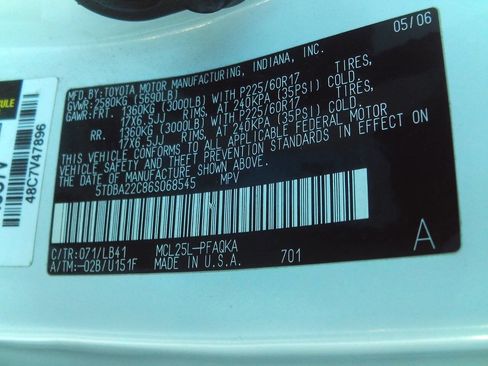 05/06
MFD.BY:TOYOTA MOTOR MANUFACTURING, INDIANA, INC.
GVWR: 2580KG (5690LB)
GAWR:FRT. 1360KG (3000LB) WITH P225/60R17 TIRES,
17X6.5JJ RIMS, AT 240KPA (35PSI) COLD.
RR. 1360KG (3000LB) WITH P225/60R17 TIRES,
17X6.5JJ RIMS, AT 240KPA (35PSI) COLD.
THIS VEHICLE CONFORMS TO ALL APPLICABLE FEDERAL MOTOR
VEHICLE SAFETY AND THEFT PREVENTION STANDARDS IN EFFECT ON
THE DATE OF MANUFACTURE SHOWN ABOVE.
5TDBA22C86S068545 MPV
C/TR:071/LB41 MCL25L-PFAQKA
A/TM:-02B/U151F MADE IN U.S.A. 701
A
48C7V47896